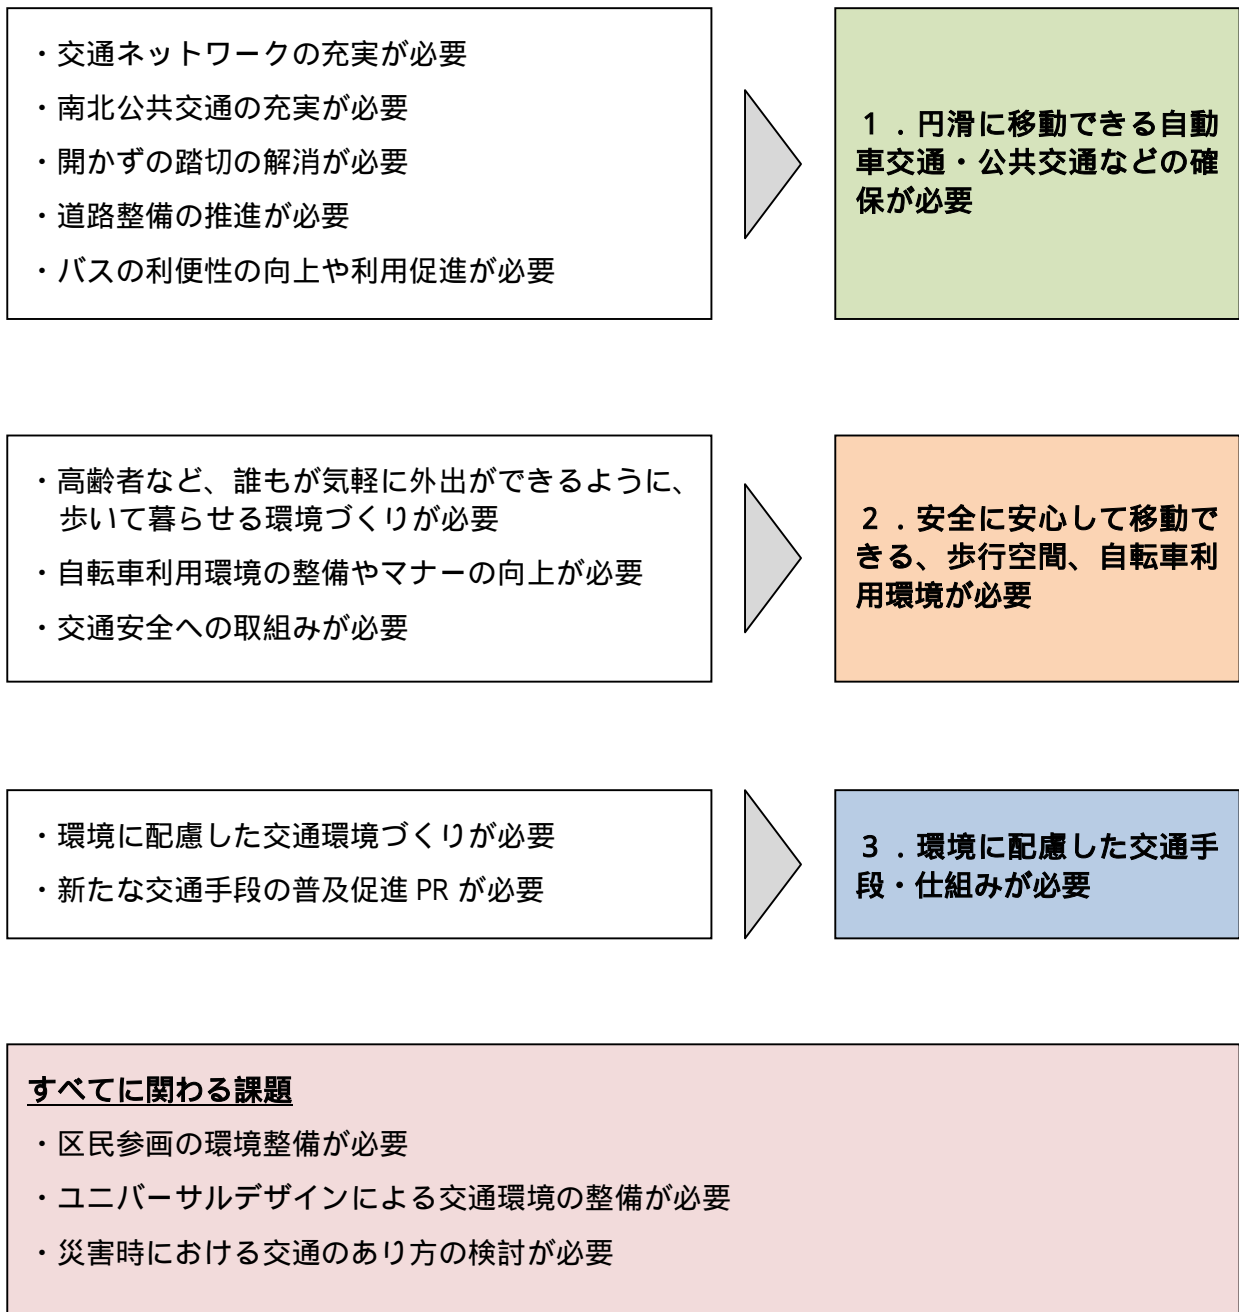 ・交通ネットワークの充実が必要
・南北公共交通の充実が必要
・開かずの踏切の解消が必要
・道路整備の推進が必要
・バスの利便性の向上や利用促進が必要
１．円滑に移動できる自動
車交通・公共交通などの確
保が必要
・高齢者など、誰もが気軽に外出ができるように、
歩いて暮らせる環境づくりが必要
・自転車利用環境の整備やマナーの向上が必要
・交通安全への取組みが必要
２．安全に安心して移動で
きる、歩行空間、自転車利
用環境が必要
・環境に配慮した交通環境づくりが必要
・新たな交通手段の普及促進 PR が必要
３．環境に配慮した交通手
段・仕組みが必要
すべてに関わる課題
・区民参画の環境整備が必要
・ユニバーサルデザインによる交通環境の整備が必要
・災害時における交通のあり方の検討が必要